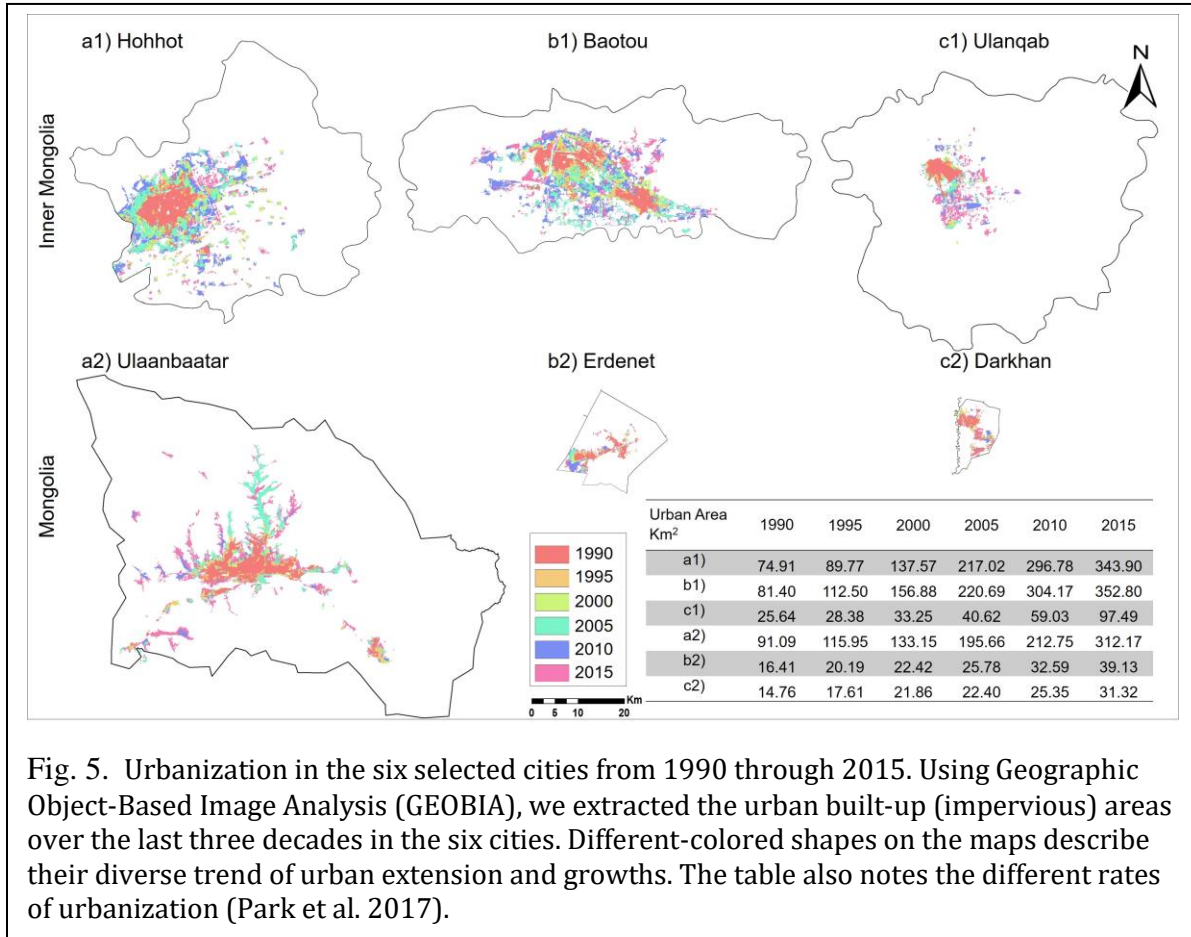 a1) Hohhot
b1) Baotou
c1) Ulanqab
N
Inner Mongolia
a2) Ulaanbaatar
b2) Erdenet
c2) Darkhan
Mongolia
1990
1995
2000
2005
2010
2015
Km
0 5 10 20
Urban Area Km² 1990 1995 2000 2005 2010 2015
a1) 74.91 89.77 137.57 217.02 296.78 343.90
b1) 81.40 112.50 156.88 220.69 304.17 352.80
c1) 25.64 28.38 33.25 40.62 59.03 97.49
a2) 91.09 115.95 133.15 195.66 212.75 312.17
b2) 16.41 20.19 22.42 25.78 32.59 39.13
c2) 14.76 17.61 21.86 22.40 25.35 31.32
Fig. 5. Urbanization in the six selected cities from 1990 through 2015. Using Geographic
Object-Based Image Analysis (GEOBIA), we extracted the urban built-up (impervious) areas
over the last three decades in the six cities. Different-colored shapes on the maps describe
their diverse trend of urban extension and growths. The table also notes the different rates
of urbanization (Park et al. 2017).